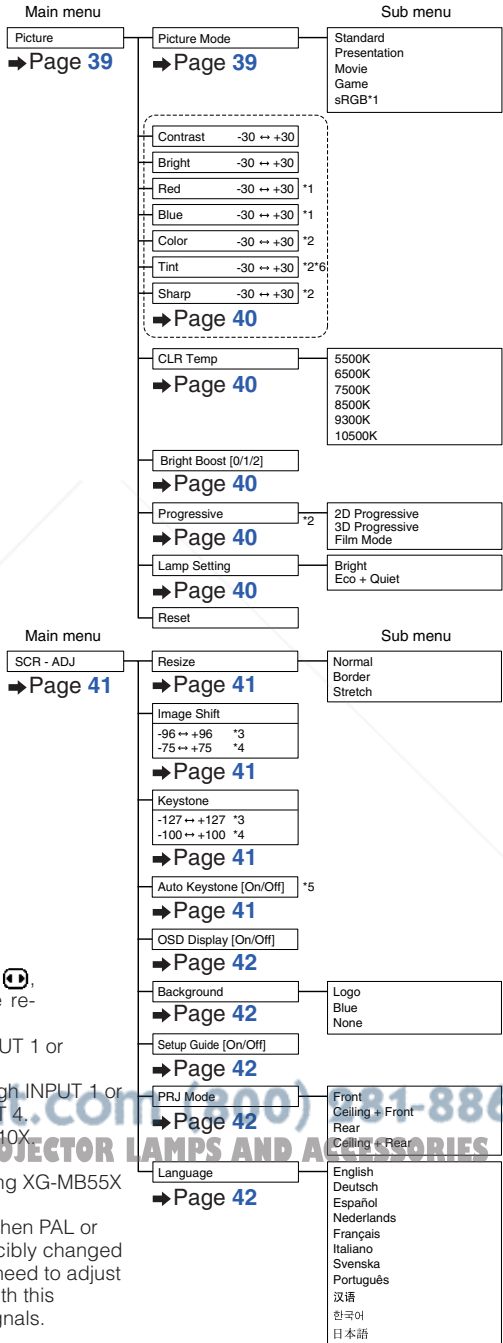 Main menu
Sub menu
Picture
➡Page 39
Picture Mode
➡Page 39
Standard
Presentation
Movie
Game
sRGB*1
Contrast -30 ↔ +30
Bright -30 ↔ +30
Red -30 ↔ +30 *1
Blue -30 ↔ +30 *1
Color -30 ↔ +30 *2
Tint -30 ↔ +30 *2*6
Sharp -30 ↔ +30 *2
➡Page 40
CLR Temp
➡Page 40
5500K
6500K
7500K
8500K
9300K
10500K
Bright Boost [0/1/2]
➡Page 40
Progressive *2
➡Page 40
2D Progressive
3D Progressive
Film Mode
Lamp Setting
➡Page 40
Bright
Eco + Quiet
Reset
Main menu
Sub menu
SCR - ADJ
➡Page 41
Resize
➡Page 41
Normal
Border
Stretch
Image Shift
-96 ↔ +96 *3
-75 ↔ +75 *4
➡Page 41
Keystone
-127 ↔ +127 *3
-100 ↔ +100 *4
➡Page 41
Auto Keystone [On/Off] *5
➡Page 41
OSD Display [On/Off]
➡Page 42
Background
➡Page 42
Logo
Blue
None
Setup Guide [On/Off]
➡Page 42
PRJ Mode
➡Page 42
Front
Ceiling + Front
Rear
Ceiling + Rear
Language
➡Page 42
English
Deutsch
Español
Nederlands
Français
Italiano
Svenska
Português
汉语
한국어
日本語
,
e re-
UT 1 or
gh INPUT 1 or
T 4.
10X.
ng XG-MB55X
hen PAL or
cibly changed
need to adjust
th this
gnals.
t.com (800) 281-886
OJECTOR LAMPS AND ACCESSORIES